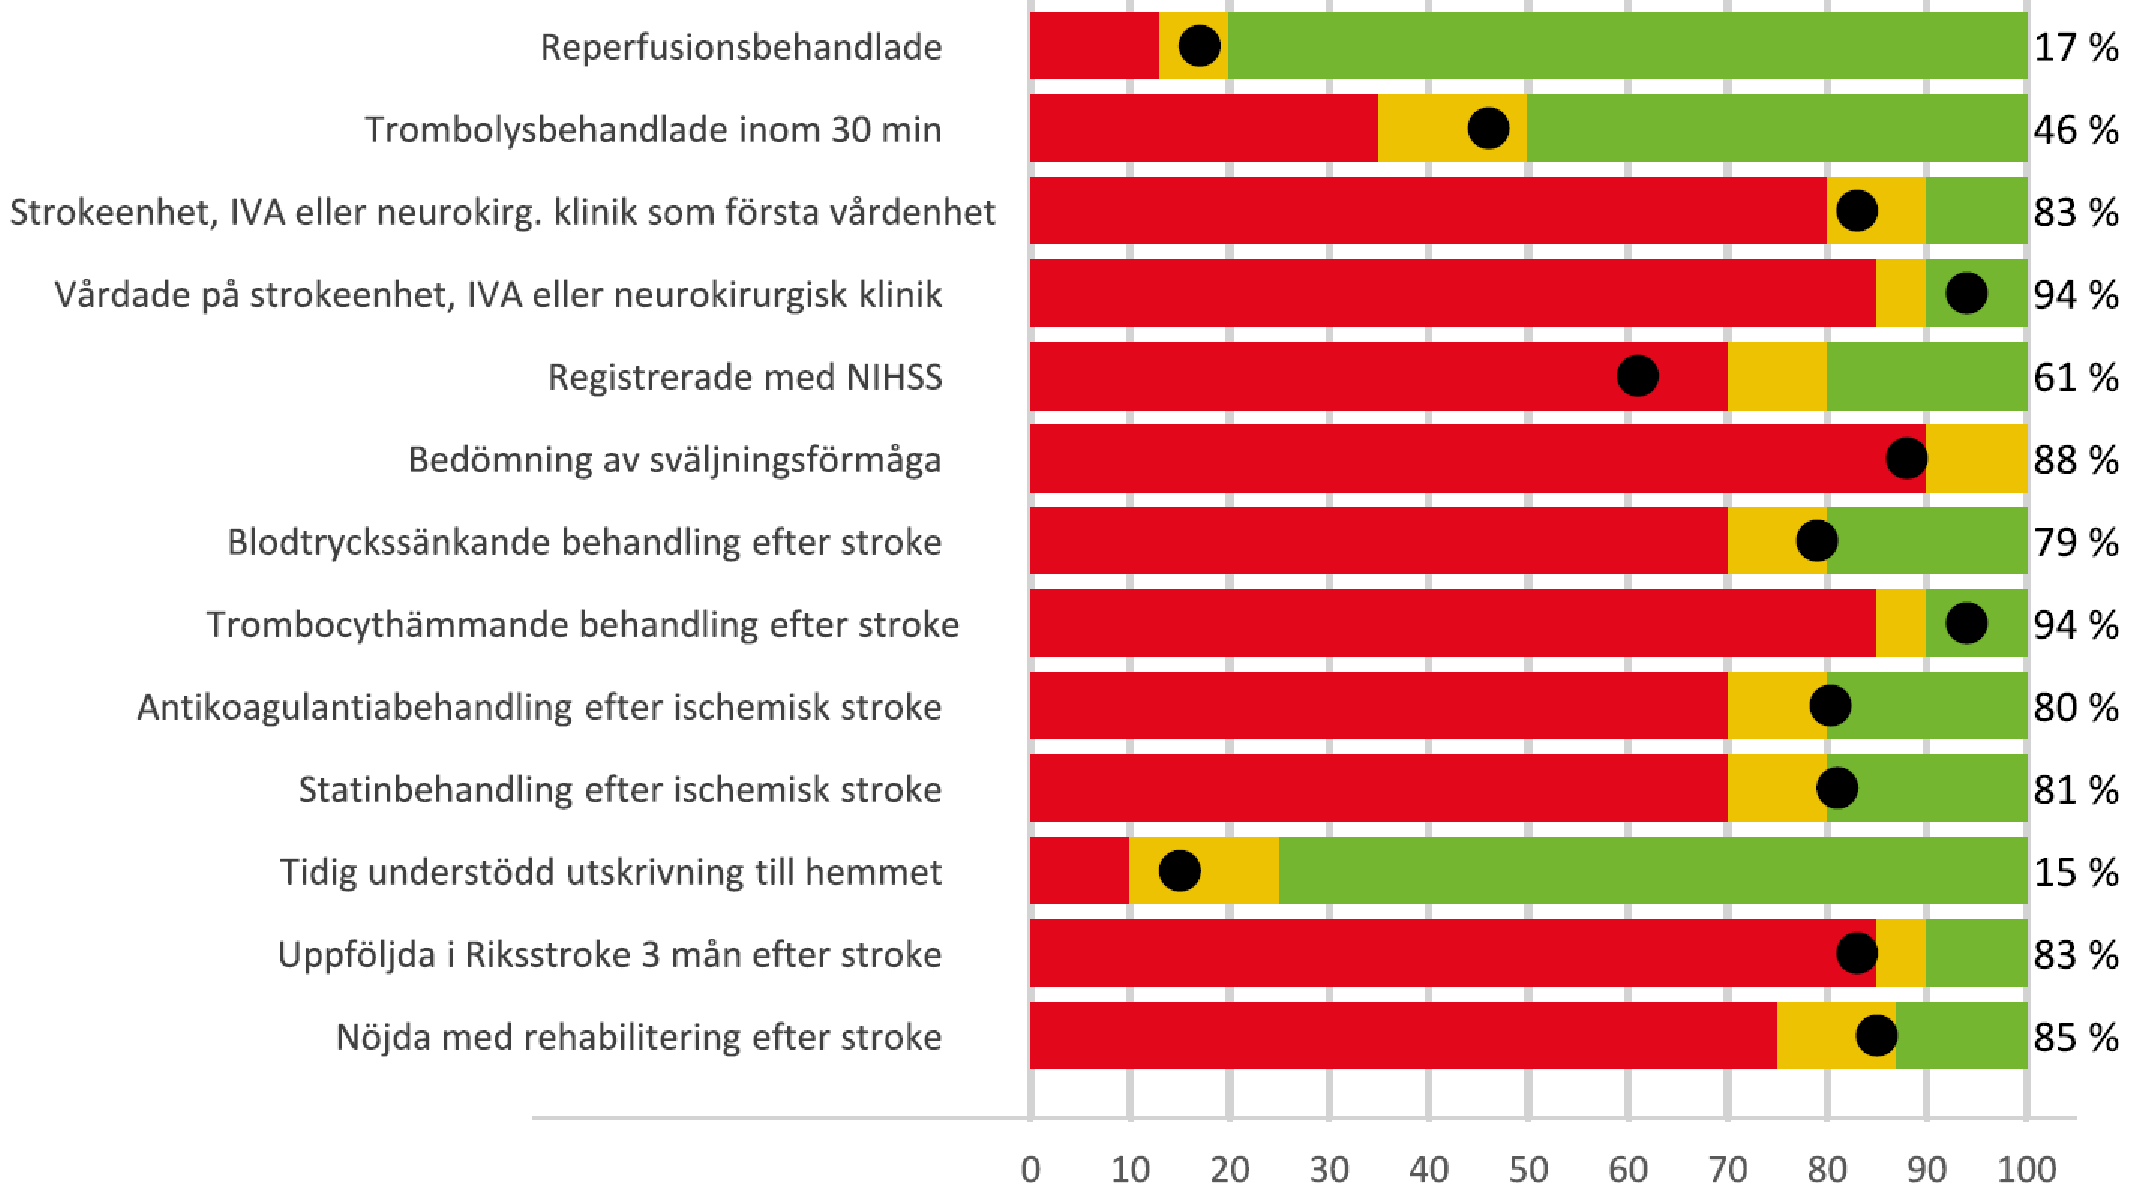 Reperfusionsbehandlade 17 %
Trombolysbehandlade inom 30 min 46 %
Strokeenhet, IVA eller neurokirg. klinik som första vårdenhet 83 %
Vårdade på strokeenhet, IVA eller neurokirurgisk klinik 94 %
Registrerade med NIHSS 61 %
Bedömning av sväljningsförmåga 88 %
Blodtryckssänkande behandling efter stroke 79 %
Trombocythämmande behandling efter stroke 94 %
Antikoagulantiabehandling efter ischemisk stroke 80 %
Statinbehandling efter ischemisk stroke 81 %
Tidig understödd utskrivning till hemmet 15 %
Uppföljda i Riksstroke 3 mån efter stroke 83 %
Nöjda med rehabilitering efter stroke 85 %
0 10 20 30 40 50 60 70 80 90 100